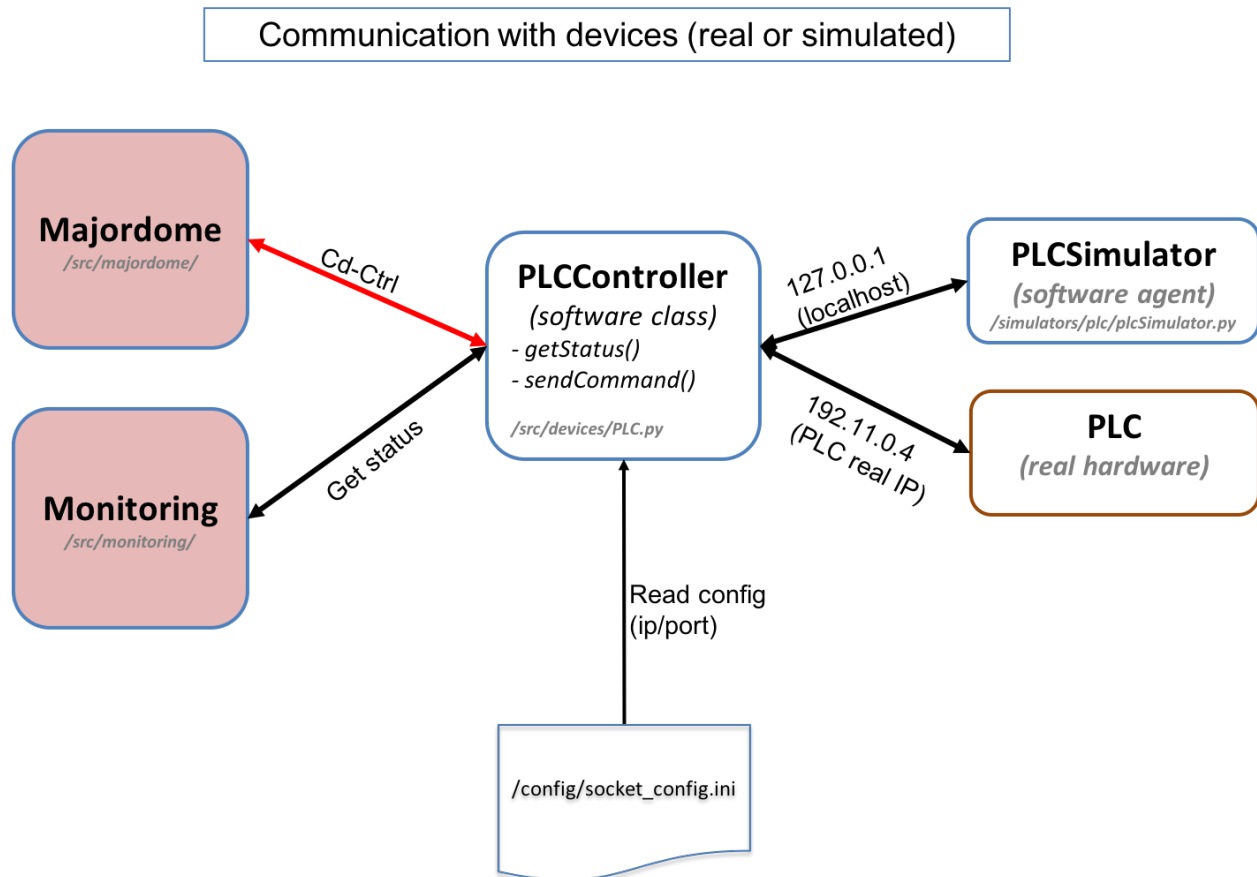 Communication with devices (real or simulated)
Majordome
/src/majordome/
Cd-Ctrl
PLCController
(software class)
- getStatus()
- sendCommand()
/src/devices/PLC.py
127.0.0.1
(localhost)
PLCSimulator
(software agent)
/simulators/plc/plcSimulator.py
Monitoring
/src/monitoring/
Get status
192.11.0.4
(PLC real IP)
PLC
(real hardware)
Read config
(ip/port)
/config/socket_config.ini